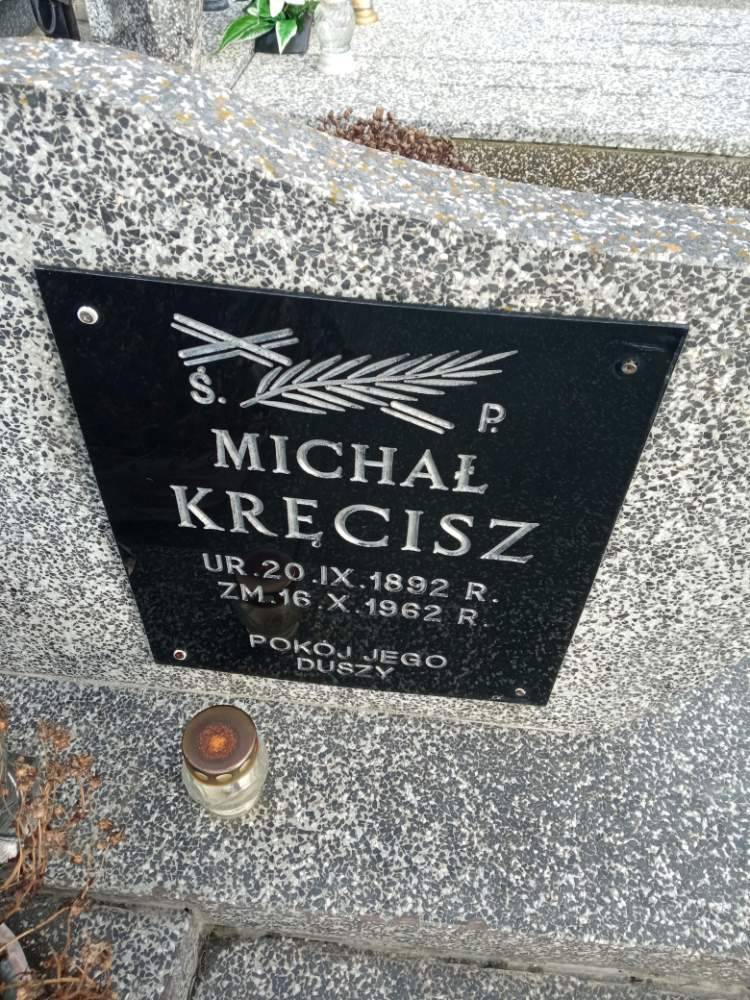 Ś. P.
MICHAŁ
KRĘCISZ
UR.20.IX.1892 R.
ZM.16.X.1962 R.
POKÓJ JEGO
DUSZY